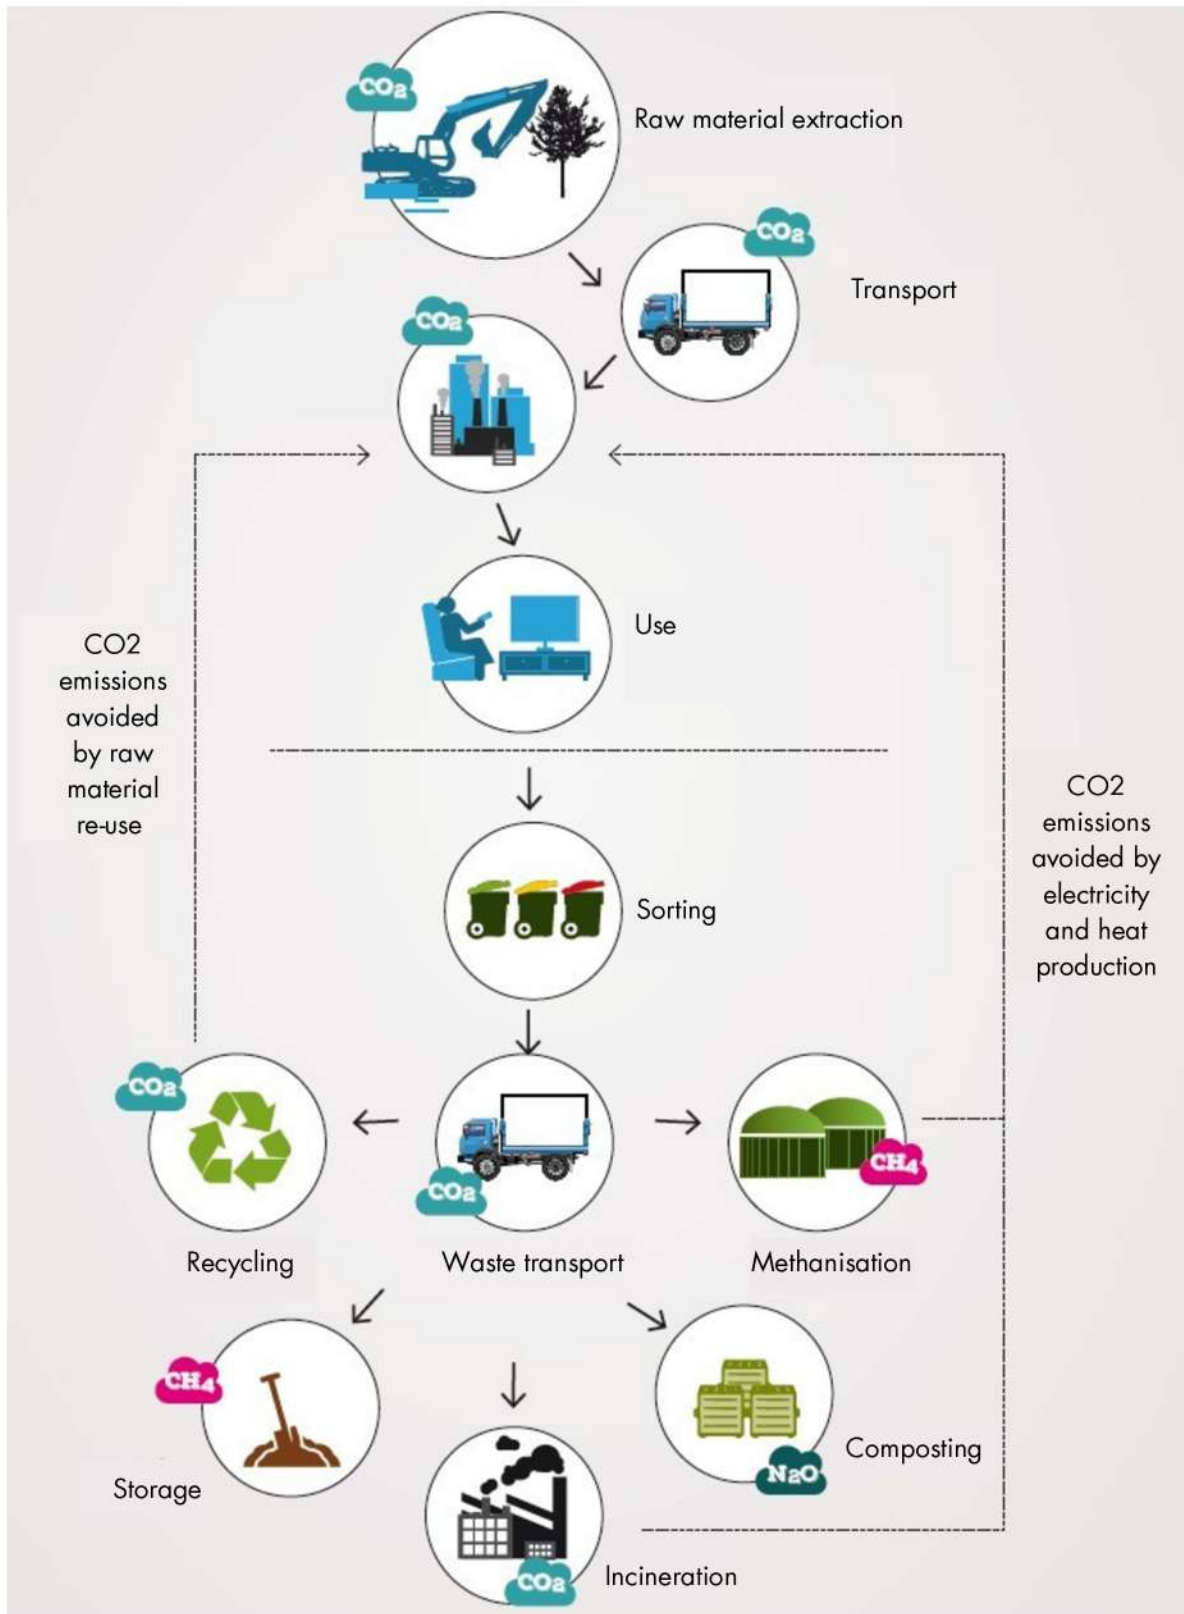 CO2
Raw material extraction
CO2
Transport
CO2
Use
CO2
emissions
avoided
by raw
material
re-use
CO2
emissions
avoided by
electricity
and heat
production
Sorting
CO2
CO2
CH4
Recycling
Waste transport
Methanisation
CH4
Storage
Composting
N2O
CO2
Incineration